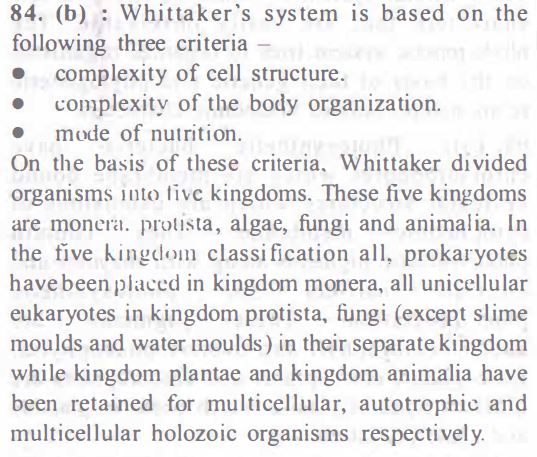 84. (b) : Whittaker's system is based on the
following three criteria –
● complexity of cell structure.
● complexity of the body organization.
● mode of nutrition.
On the basis of these criteria, Whittaker divided
organisms into five kingdoms. These five kingdoms
are monera, protista, algae, fungi and animalia. In
the five kingdom classification all, prokaryotes
have been placed in kingdom monera, all unicellular
eukaryotes in kingdom protista, fungi (except slime
moulds and water moulds) in their separate kingdom
while kingdom plantae and kingdom animalia have
been retained for multicellular, autotrophic and
multicellular holozoic organisms respectively.